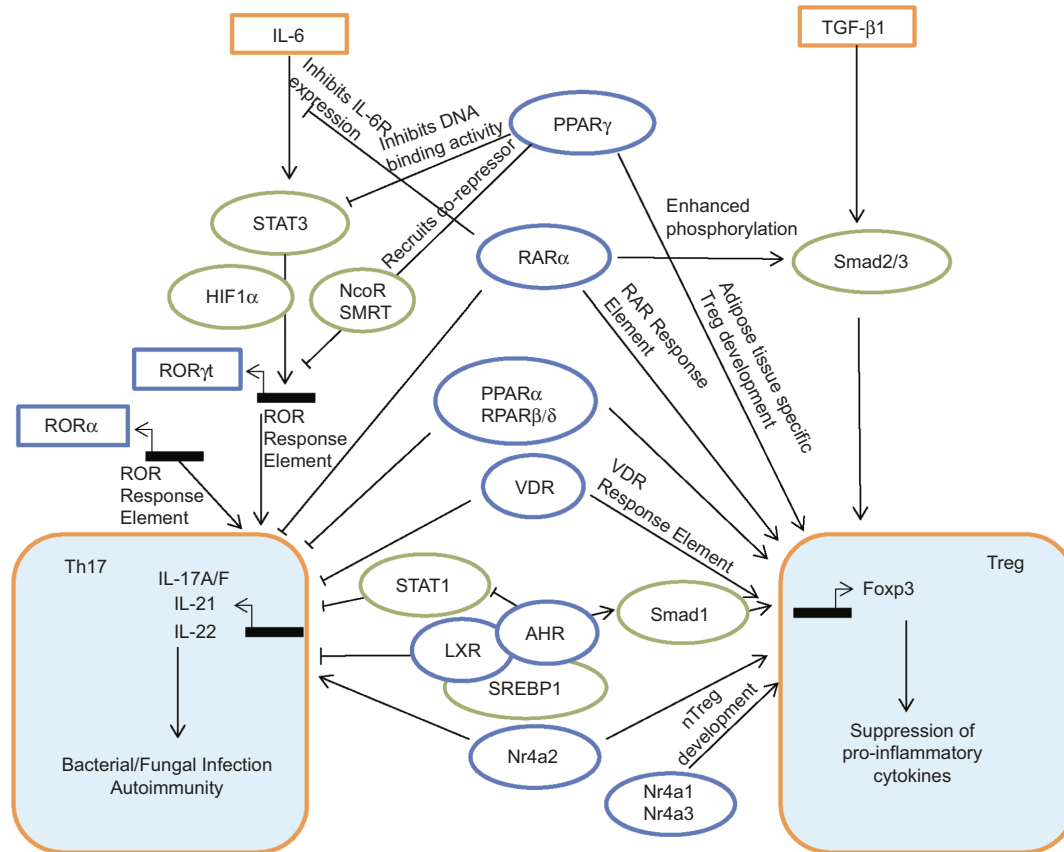 IL-6
TGF-β1
Inhibits IL-6R
expression
Inhibits DNA
binding activity
PPARγ
Recruits co-repressor
Enhanced
phosphorylation
STAT3
RARα
Smad2/3
HIF1α
NcoR
SMRT
RAR Response
Element
Adipose tissue specific
Treg development
RORγt
RORα
ROR
Response
Element
ROR
Response
Element
PPARα
RPARβ/δ
VDR
VDR
Response Element
Th17
IL-17A/F
IL-21
IL-22
Bacterial/Fungal Infection
Autoimmunity
STAT1
AHR
LXR
SREBP1
Smad1
Nr4a2
nTreg
development
Nr4a1
Nr4a3
Treg
Foxp3
Suppression of
pro-inflammatory
cytokines